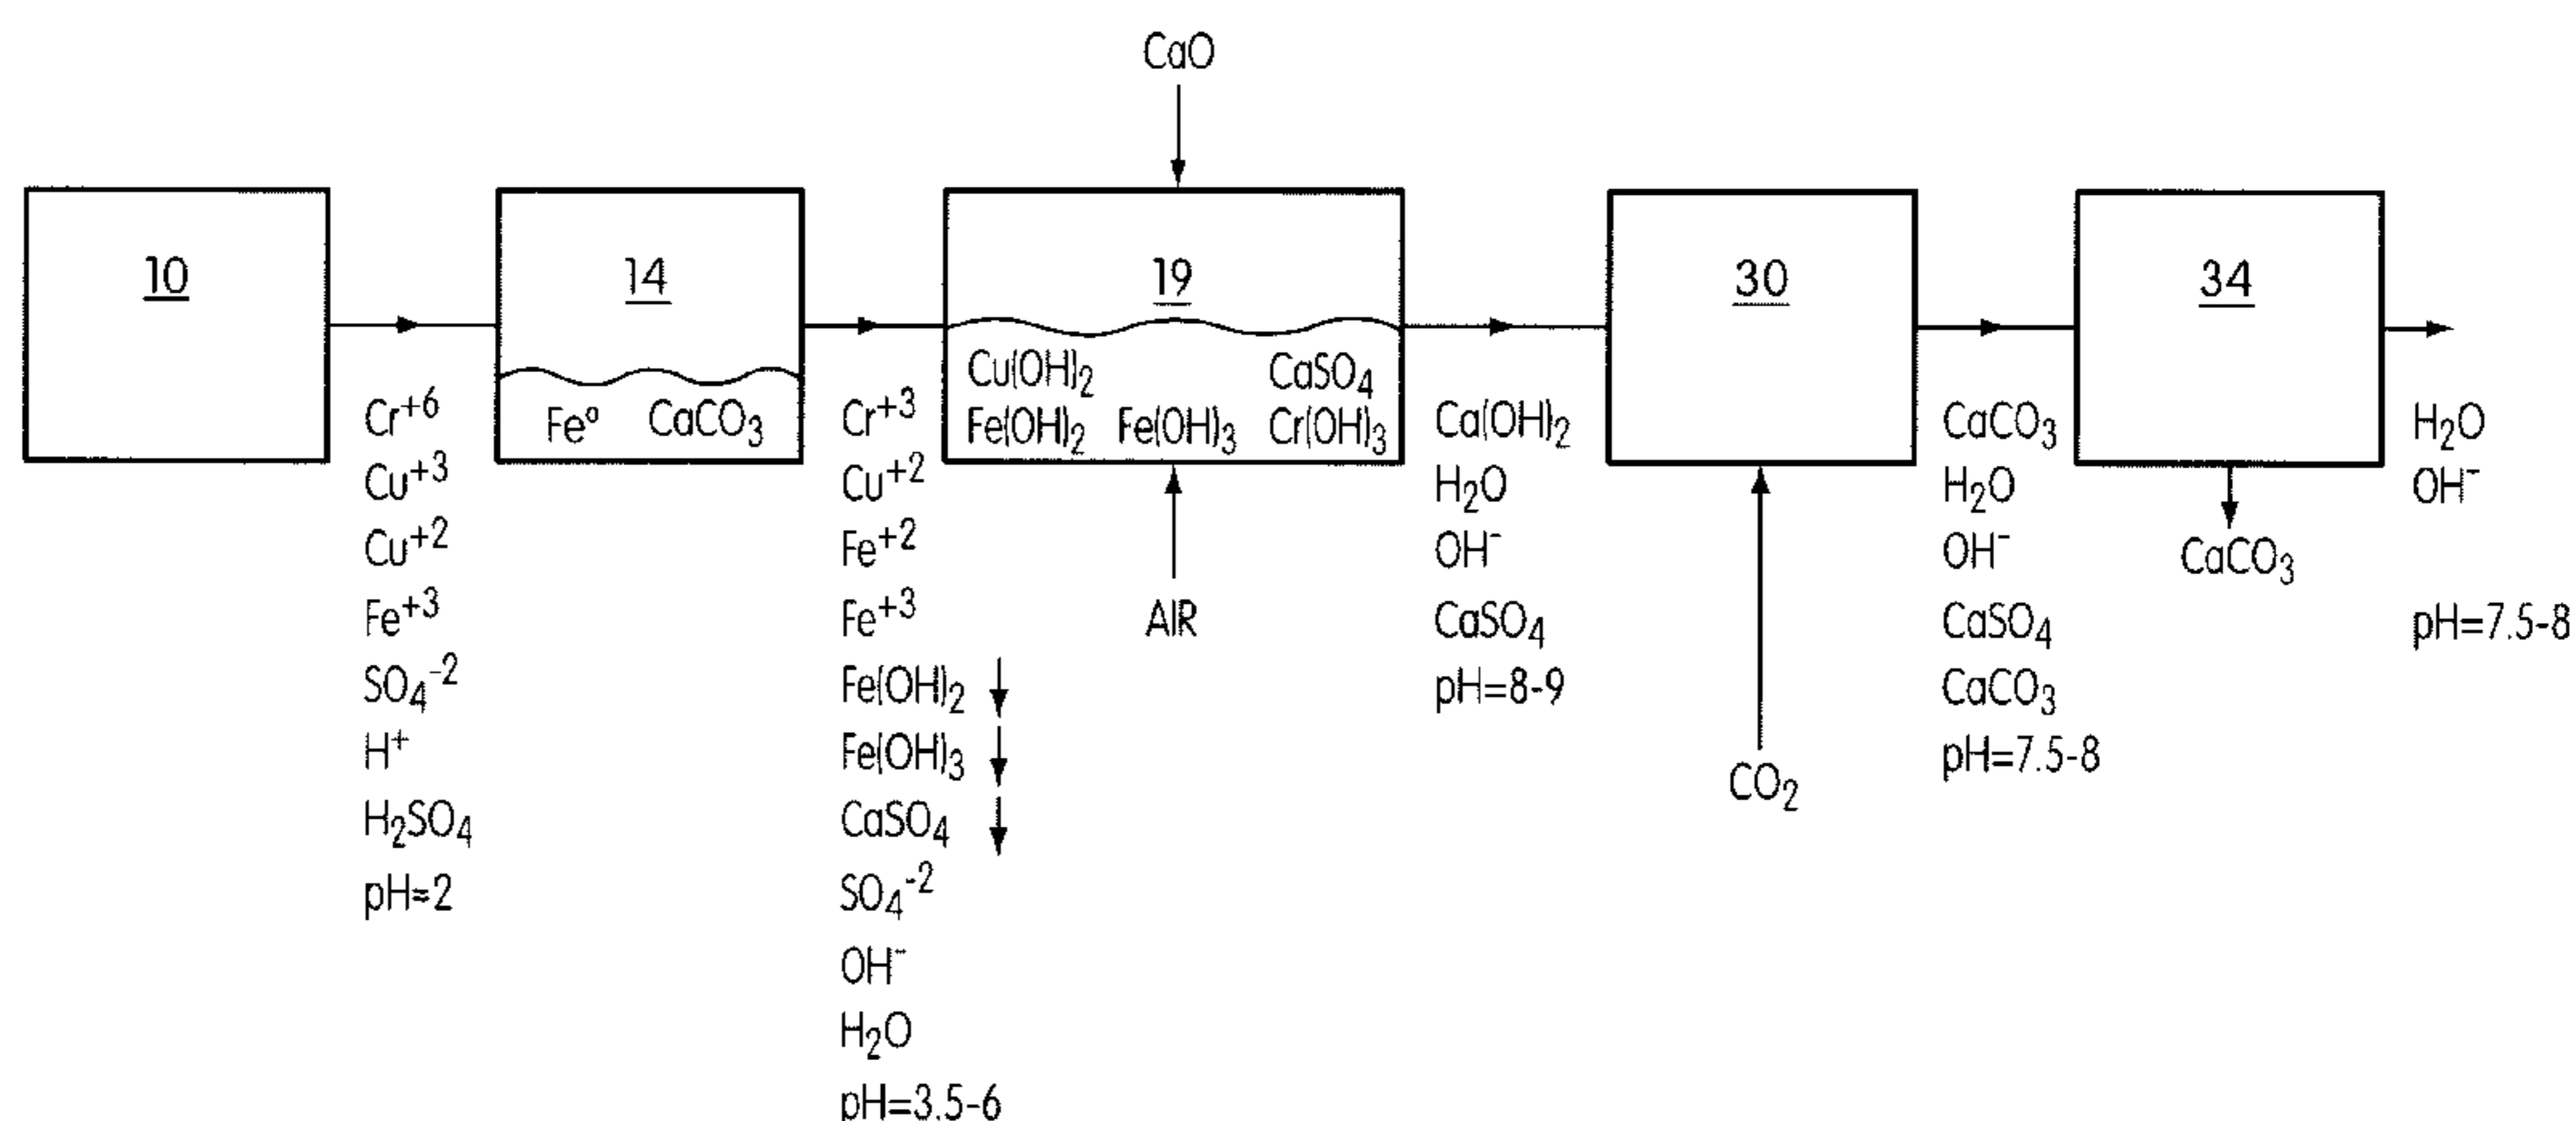 CaO
10
14
19
30
34
Fe⁰ CaCO₃
Cu(OH)₂ CaSO₄
Fe(OH)₂ Fe(OH)₃ Cr(OH)₃
AIR
CO₂
CaCO₃
Cr⁺⁶
Cu⁺³
Cu⁺²
Fe⁺³
SO₄⁻²
H⁺
H₂SO₄
pH=2
Cr⁺³
Cu⁺²
Fe⁺²
Fe⁺³
Fe(OH)₂ ↓
Fe(OH)₃ ↓
CaSO₄ ↓
SO₄⁻²
OH⁻
H₂O
pH=3.5-6
Ca(OH)₂
H₂O
OH⁻
CaSO₄
pH=8-9
CaCO₃
H₂O
OH⁻
CaSO₄
CaCO₃
pH=7.5-8
H₂O
OH⁻
pH=7.5-8